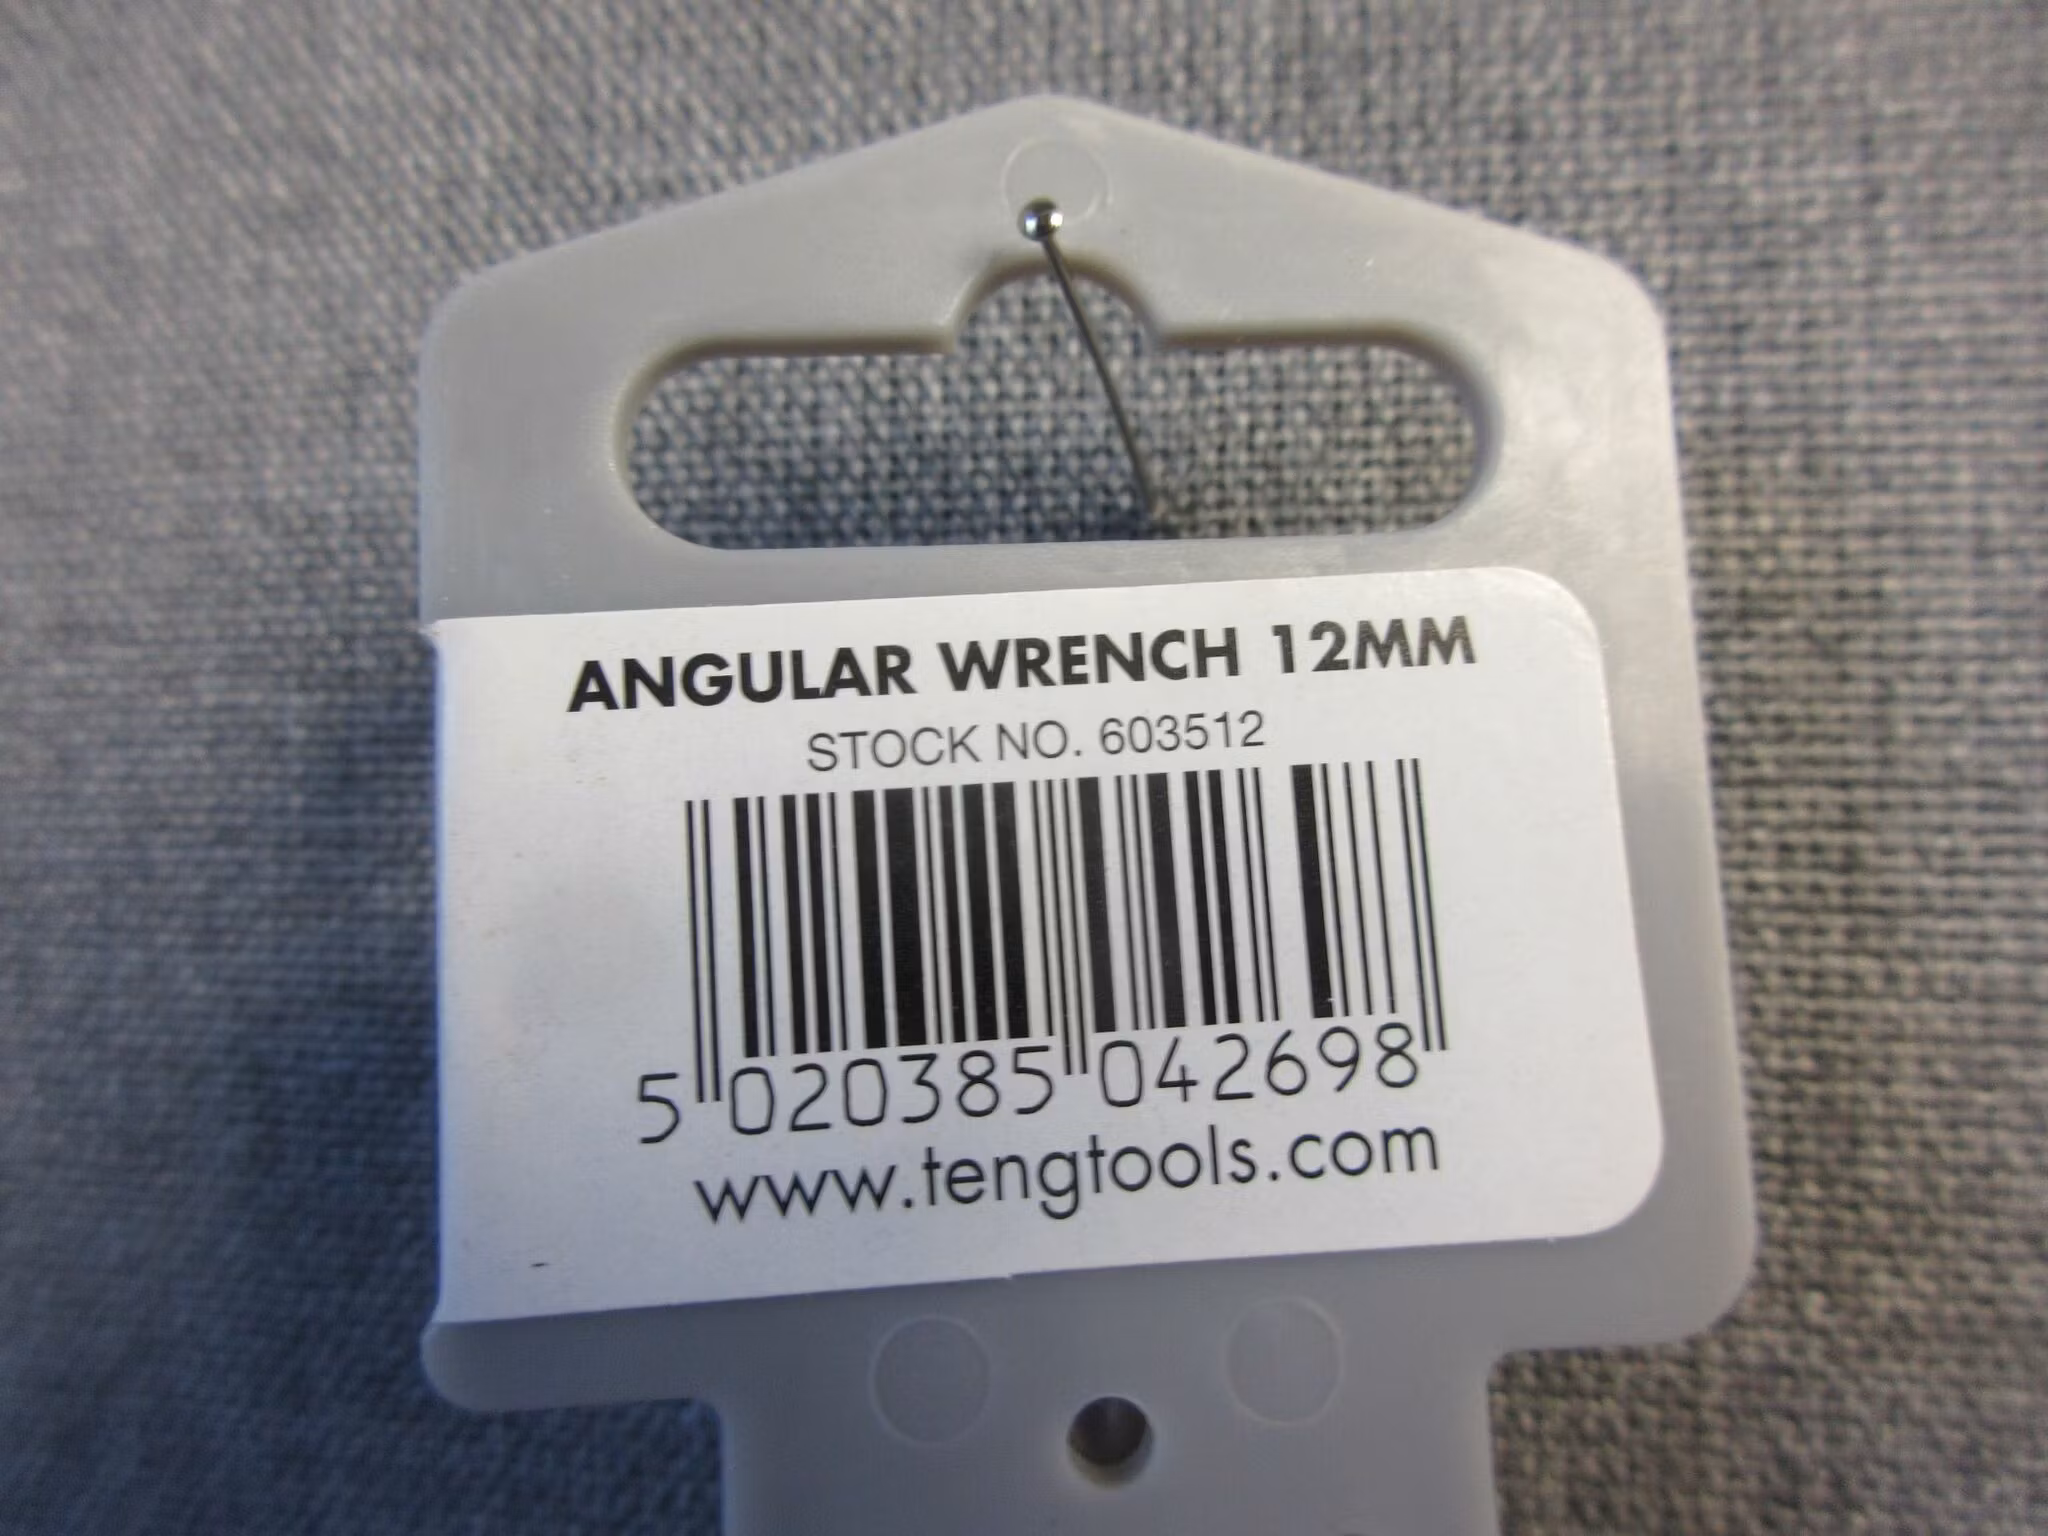 ANGULAR WRENCH 12MM
STOCK NO. 603512
5 020385 042698
www.tengtools.com